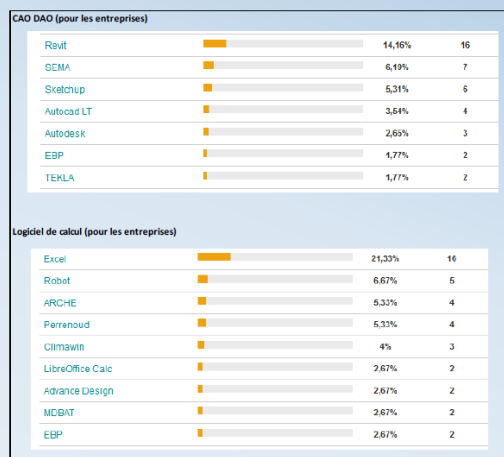 CAO DAO (pour les entreprises)
Revit 14,16% 16
SEMA 6,19% 7
Sketchup 5,31% 6
Autocad LT 3,54% 4
Autodesk 2,65% 3
EBP 1,77% 2
TEKLA 1,77% 2
Logiciel de calcul (pour les entreprises)
Excel 21,33% 16
Robot 6,67% 5
ARCHE 5,33% 4
Perrenoud 5,33% 4
Climawin 4% 3
LibreOffice Calc 2,67% 2
Advance Design 2,67% 2
MDBAT 2,67% 2
EBP 2,67% 2